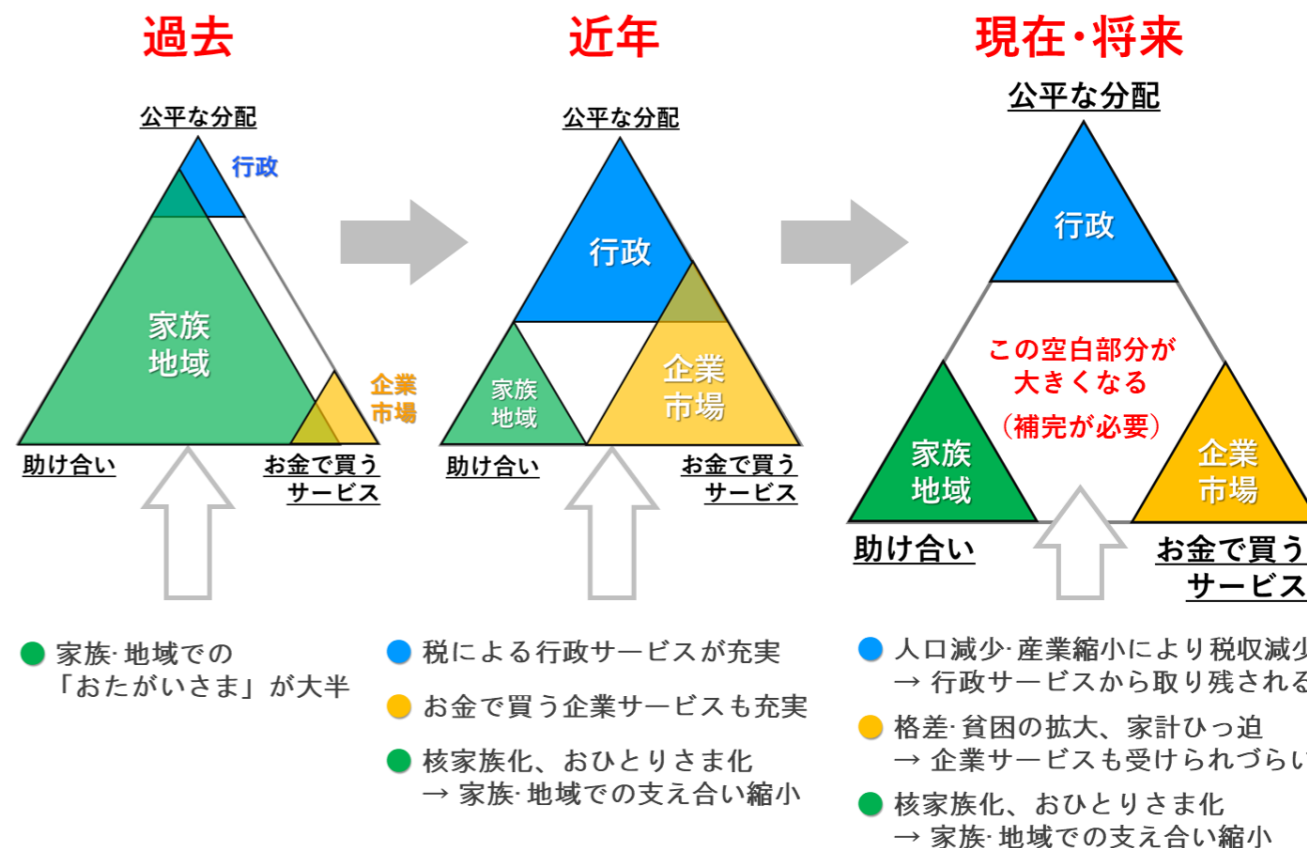 過去
公平な分配
行政
家族
地域
企業
市場
助け合い
お金で買う
サービス
● 家族・地域での
「おたがいさま」が大半
近年
公平な分配
行政
家族
地域
企業
市場
助け合い
お金で買う
サービス
● 税による行政サービスが充実
● お金で買う企業サービスも充実
● 核家族化、おひとりさま化
→ 家族・地域での支え合い縮小
現在・将来
公平な分配
行政
この空白部分が
大きくなる
（補完が必要）
家族
地域
企業
市場
助け合い
お金で買う
サービス
● 人口減少・産業縮小により税収減少
→ 行政サービスから取り残される
● 格差・貧困の拡大、家計ひっ迫
→ 企業サービスも受けられづらい
● 核家族化、おひとりさま化
→ 家族・地域での支え合い縮小